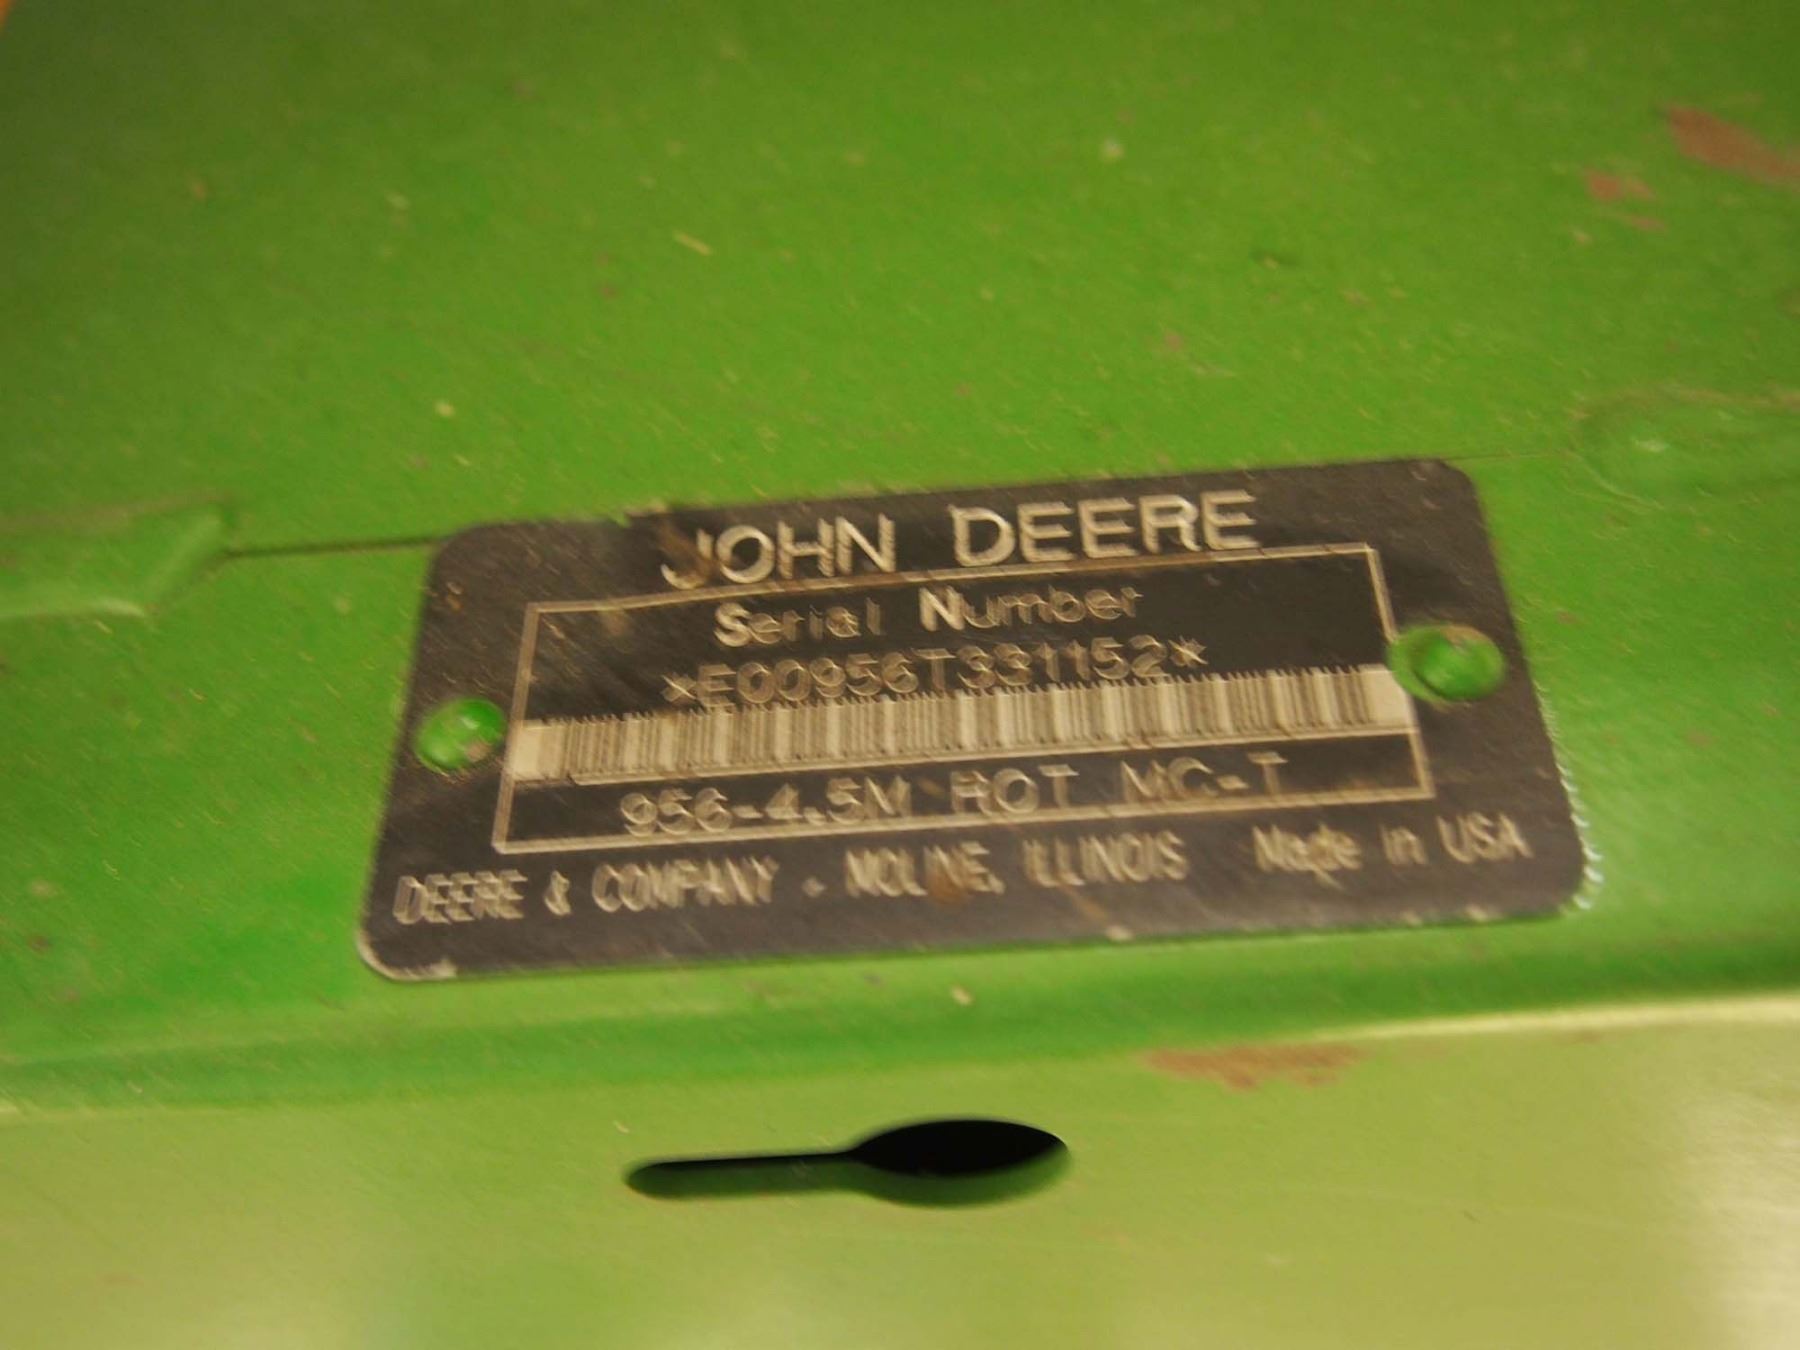 JOHN DEERE
Serial Number
*E00956T331152*
956-4.5M ROT MC-T
DEERE & COMPANY . MOLINE, ILLINOIS Made in USA